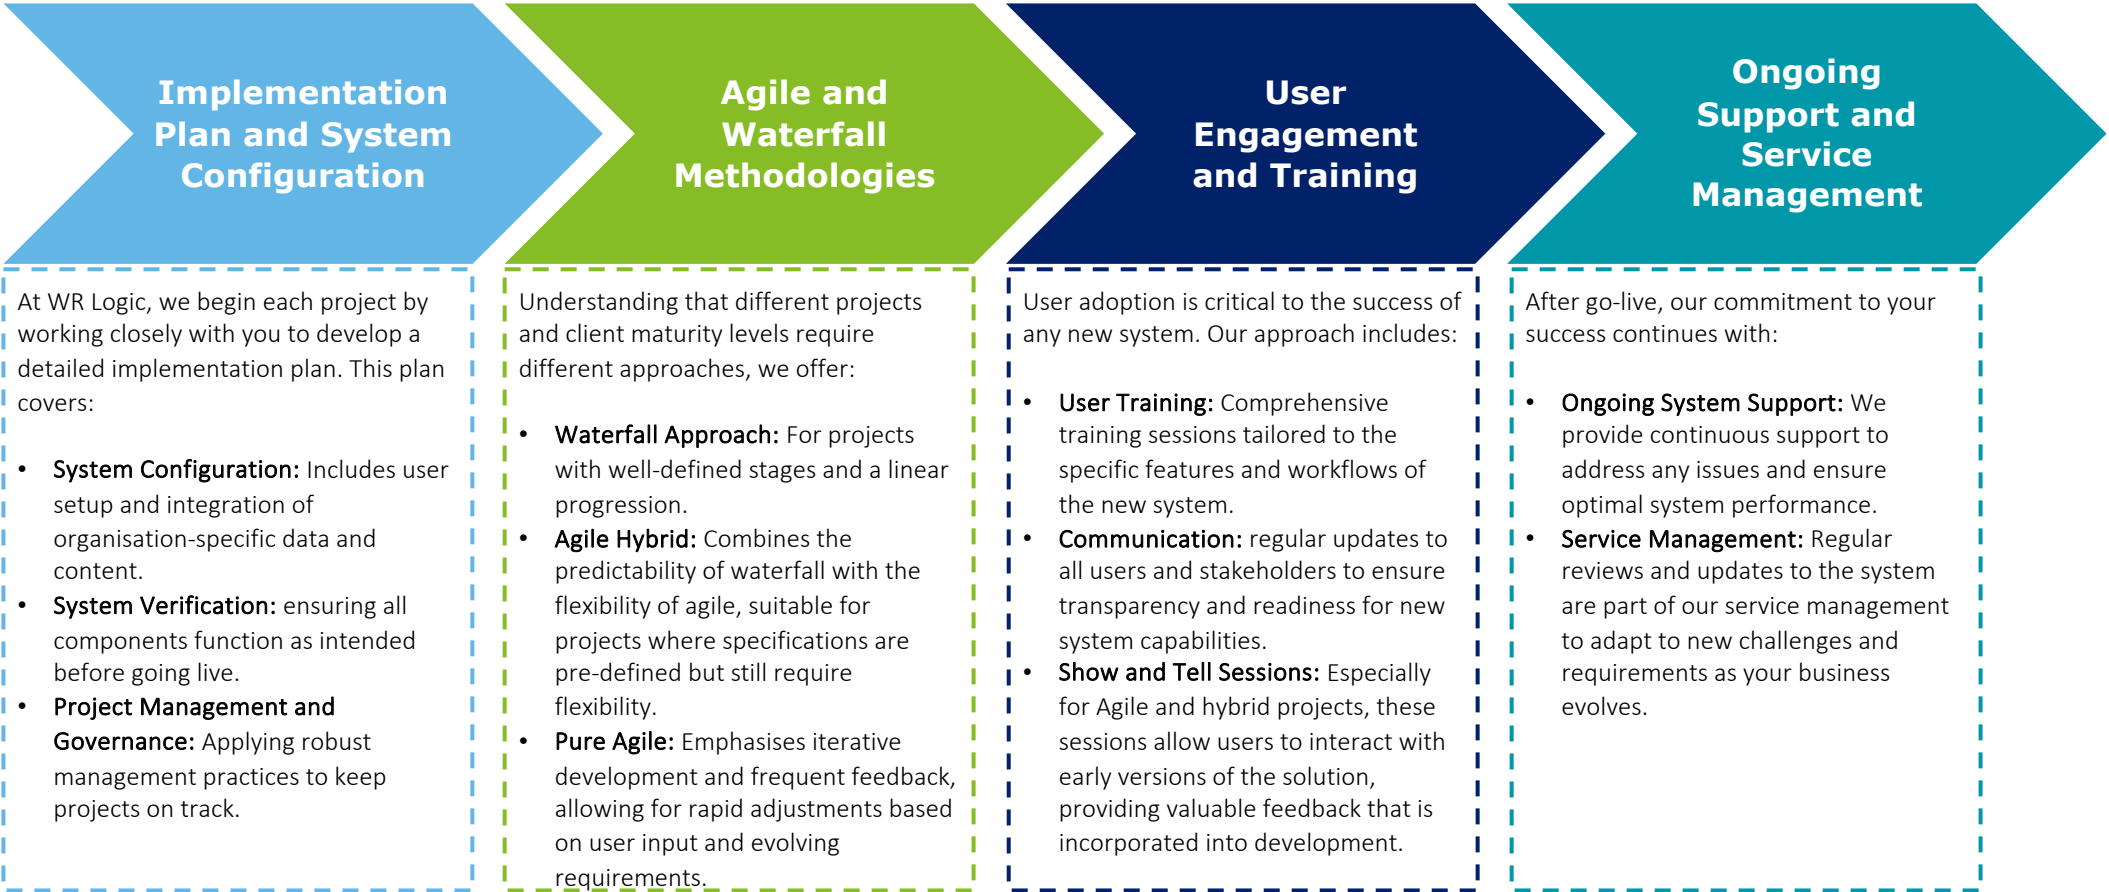 Implementation
Plan and System
Configuration
At WR Logic, we begin each project by
working closely with you to develop a
detailed implementation plan. This plan
covers:
• System Configuration: Includes user
setup and integration of
organisation-specific data and
content.
• System Verification: ensuring all
components function as intended
before going live.
• Project Management and
Governance: Applying robust
management practices to keep
projects on track.
Agile and
Waterfall
Methodologies
Understanding that different projects
and client maturity levels require
different approaches, we offer:
• Waterfall Approach: For projects
with well-defined stages and a linear
progression.
• Agile Hybrid: Combines the
predictability of waterfall with the
flexibility of agile, suitable for
projects where specifications are
pre-defined but still require
flexibility.
• Pure Agile: Emphasises iterative
development and frequent feedback,
allowing for rapid adjustments based
on user input and evolving
requirements.
User
Engagement
and Training
User adoption is critical to the success of
any new system. Our approach includes:
• User Training: Comprehensive
training sessions tailored to the
specific features and workflows of
the new system.
• Communication: regular updates to
all users and stakeholders to ensure
transparency and readiness for new
system capabilities.
• Show and Tell Sessions: Especially
for Agile and hybrid projects, these
sessions allow users to interact with
early versions of the solution,
providing valuable feedback that is
incorporated into development.
Ongoing
Support and
Service
Management
After go-live, our commitment to your
success continues with:
• Ongoing System Support: We
provide continuous support to
address any issues and ensure
optimal system performance.
• Service Management: Regular
reviews and updates to the system
are part of our service management
to adapt to new challenges and
requirements as your business
evolves.